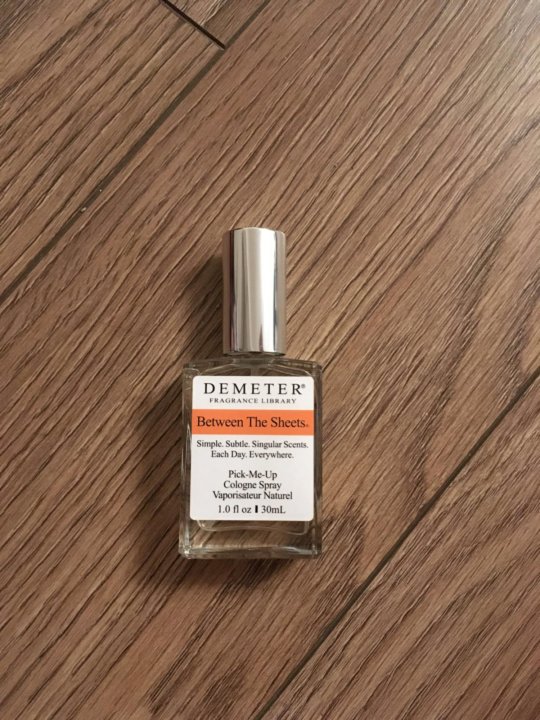 DEMETER®
FRAGRANCE LIBRARY
Between The Sheets®
Simple. Subtle. Singular Scents.
Each Day. Everywhere.
Pick-Me-Up
Cologne Spray
Vaporisateur Naturel
1.0 fl oz I 30mL